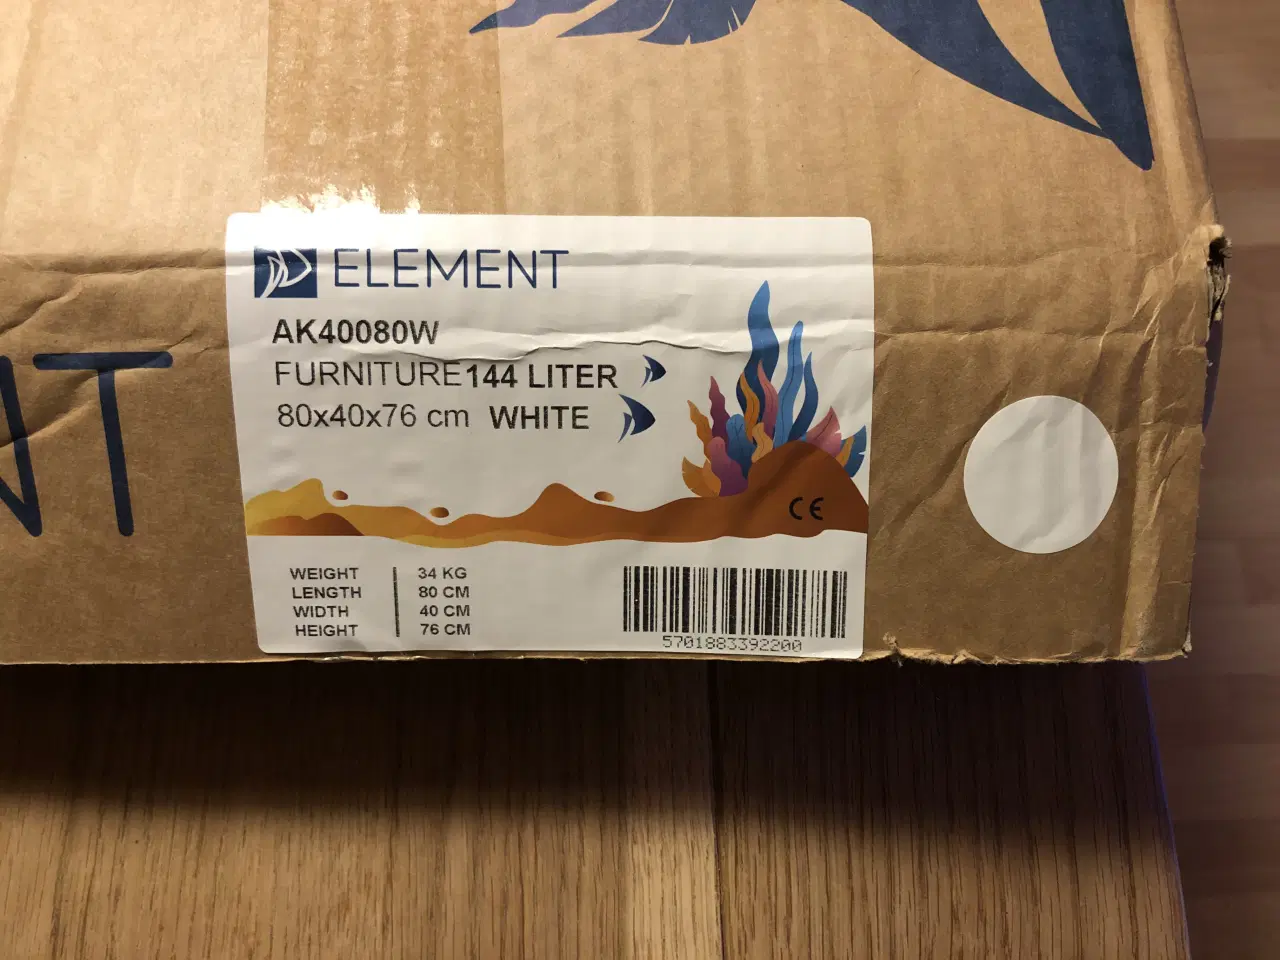 NT
ELEMENT
AK40080W
FURNITURE 144 LITER
80x40x76 cm WHITE
CE
WEIGHT 34 KG
LENGTH 80 CM
WIDTH 40 CM
HEIGHT 76 CM
5701883392200